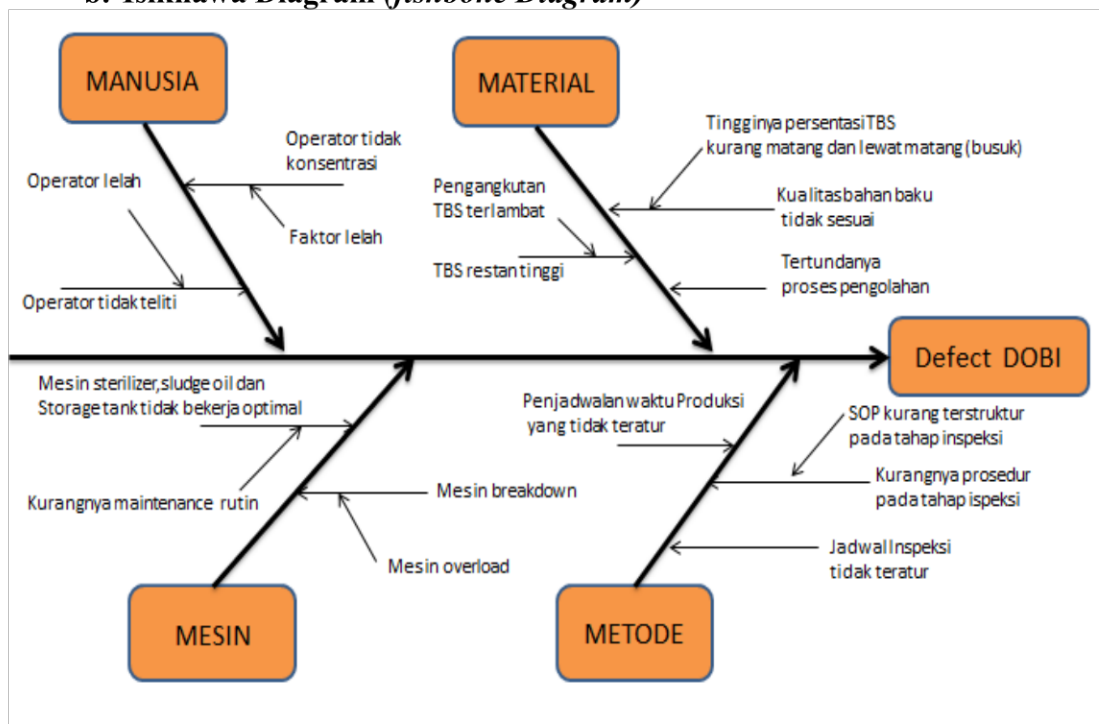 b. Isikhawa Diagram (fishbone Diagram)
MANUSIA
MATERIAL
Operator tidak
konsentrasi
Operator lelah
Faktor lelah
Operator tidak teliti
Tingginya persentasi TBS
kurang matang dan lewat matang (busuk)
Pengangkutan
TBS terlambat
Kualitas bahan baku
tidak sesuai
TBS restan tinggi
Tertundanya
proses pengolahan
Defect DOBI
Mesin sterilizer,sludge oil dan
Storage tank tidak bekerja optimal
Kurangnya maintenance rutin
Mesin breakdown
Mesin overload
Penjadwalan waktu Produksi
yang tidak teratur
SOP kurang terstruktur
pada tahap inspeksi
Kurangnya prosedur
pada tahap ispeksi
Jadwal Inspeksi
tidak teratur
MESIN
METODE